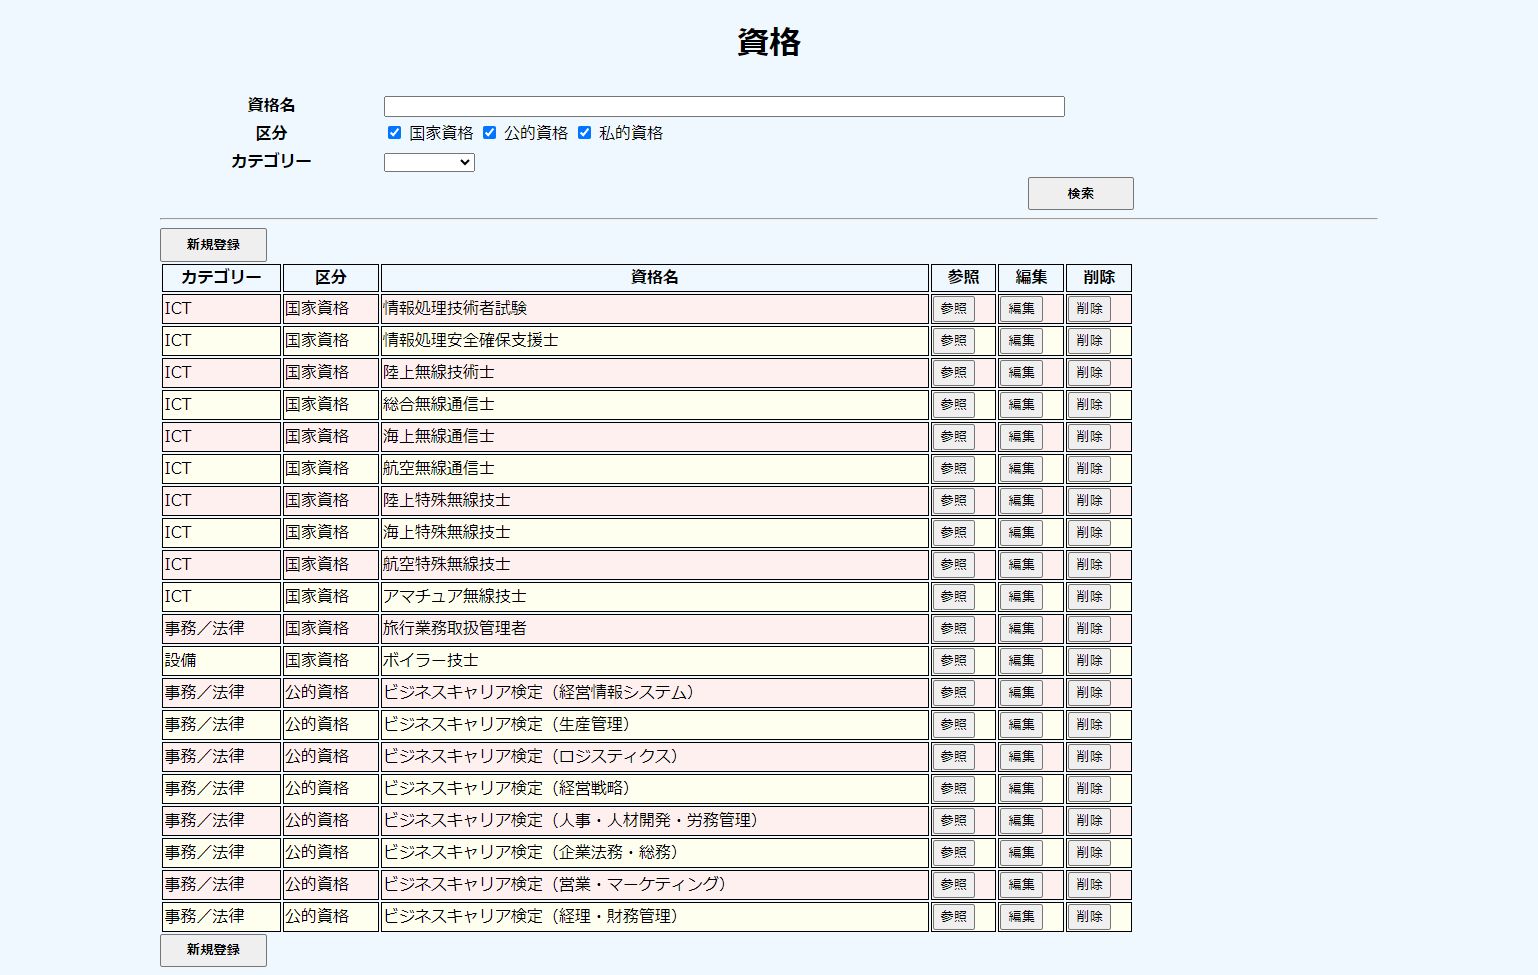 資格
資格名
区分 国家資格 公的資格 私的資格
カテゴリー
検索
新規登録
カテゴリー 区分 資格名 参照 編集 削除
ICT 国家資格 情報処理技術者試験 参照 編集 削除
ICT 国家資格 情報処理安全確保支援士 参照 編集 削除
ICT 国家資格 陸上無線技術士 参照 編集 削除
ICT 国家資格 総合無線通信士 参照 編集 削除
ICT 国家資格 海上無線通信士 参照 編集 削除
ICT 国家資格 航空無線通信士 参照 編集 削除
ICT 国家資格 陸上特殊無線技士 参照 編集 削除
ICT 国家資格 海上特殊無線技士 参照 編集 削除
ICT 国家資格 航空特殊無線技士 参照 編集 削除
ICT 国家資格 アマチュア無線技士 参照 編集 削除
事務／法律 国家資格 旅行業務取扱管理者 参照 編集 削除
設備 国家資格 ボイラー技士 参照 編集 削除
事務／法律 公的資格 ビジネスキャリア検定（経営情報システム） 参照 編集 削除
事務／法律 公的資格 ビジネスキャリア検定（生産管理） 参照 編集 削除
事務／法律 公的資格 ビジネスキャリア検定（ロジスティクス） 参照 編集 削除
事務／法律 公的資格 ビジネスキャリア検定（経営戦略） 参照 編集 削除
事務／法律 公的資格 ビジネスキャリア検定（人事・人材開発・労務管理） 参照 編集 削除
事務／法律 公的資格 ビジネスキャリア検定（企業法務・総務） 参照 編集 削除
事務／法律 公的資格 ビジネスキャリア検定（営業・マーケティング） 参照 編集 削除
事務／法律 公的資格 ビジネスキャリア検定（経理・財務管理） 参照 編集 削除
新規登録